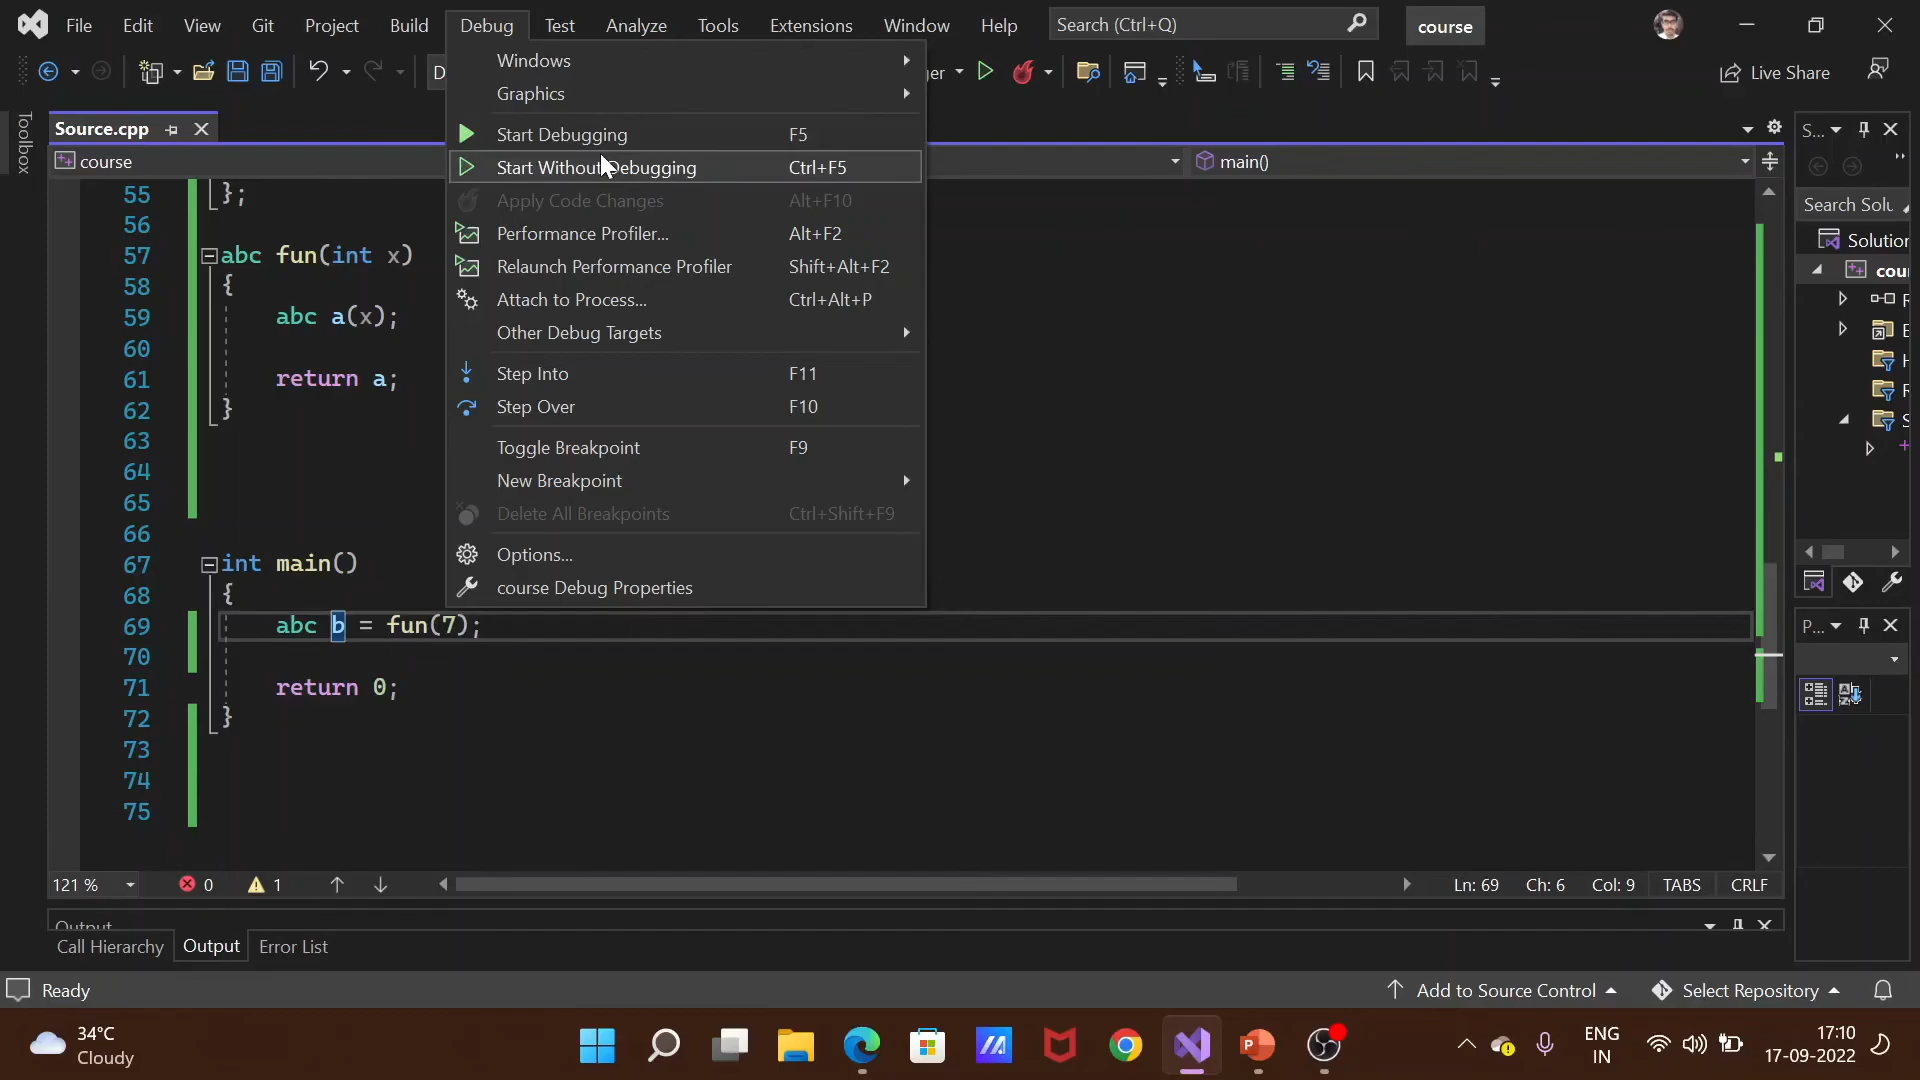 File Edit View Git Project Build Debug Test Analyze Tools Extensions Window Help Search (Ctrl+Q) course
D
Live Share
Toolbox
Source.cpp
S...
course
main()
Search Solu
Solution
cou
Windows
Graphics
Start Debugging F5
Start Without Debugging Ctrl+F5
Apply Code Changes Alt+F10
Performance Profiler... Alt+F2
Relaunch Performance Profiler Shift+Alt+F2
Attach to Process... Ctrl+Alt+P
Other Debug Targets
Step Into F11
Step Over F10
Toggle Breakpoint F9
New Breakpoint
Delete All Breakpoints Ctrl+Shift+F9
Options...
course Debug Properties
55 };
56
57 abc fun(int x)
58 {
59 abc a(x);
60
61 return a;
62 }
63
64
65
66
67 int main()
68 {
69 abc b = fun(7);
70
71 return 0;
72 }
73
74
75
P...
121 % 0 1 Ln: 69 Ch: 6 Col: 9 TABS CRLF
Output
Call Hierarchy Output Error List
Ready Add to Source Control Select Repository
34°C
Cloudy
ENG
IN
17:10
17-09-2022